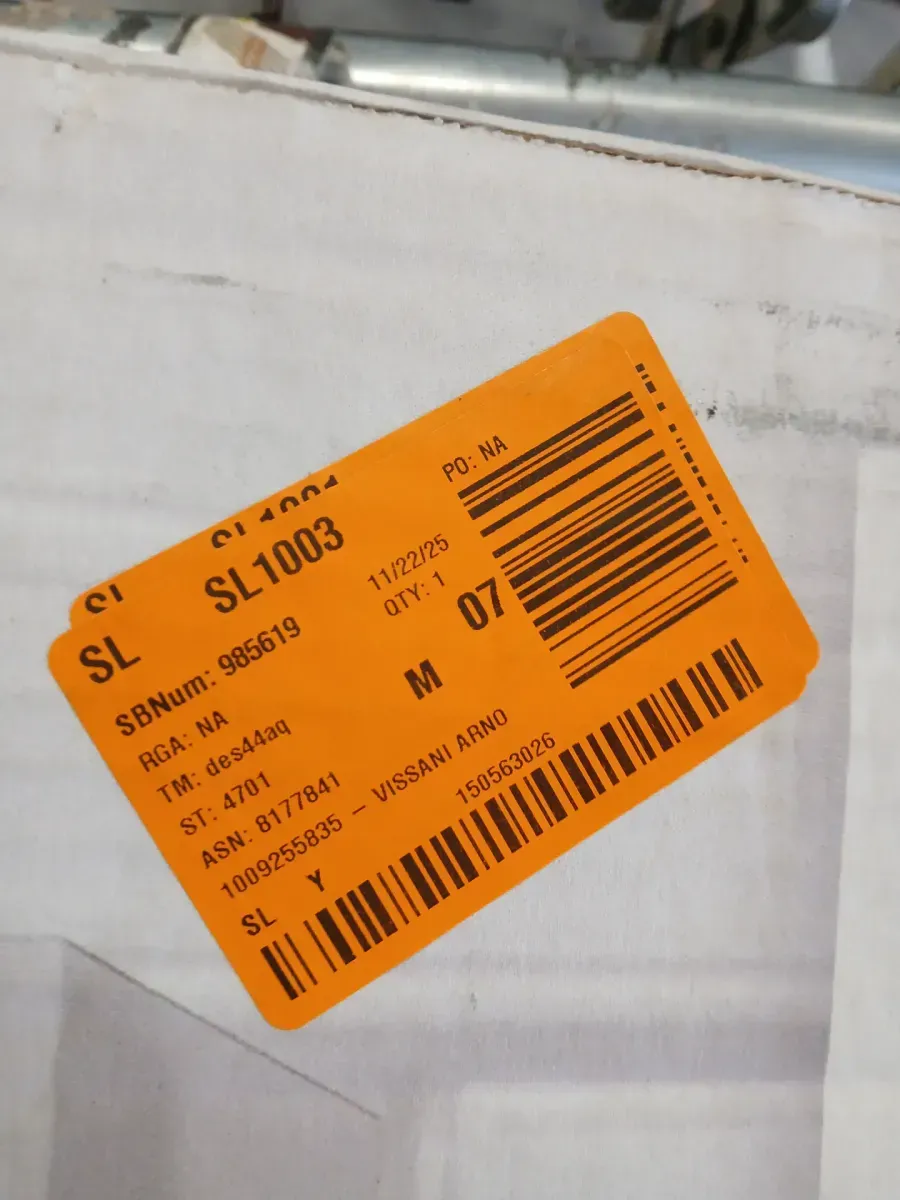 SL1001
SL
SL SL1003 11/22/25 PO: NA
SBNum: 985619 QTY: 1
RGA: NA M 07
TM: des44aq
ST: 4701
ASN: 8177841
1009255835 – VISSANI ARNO
SL Y 150563026